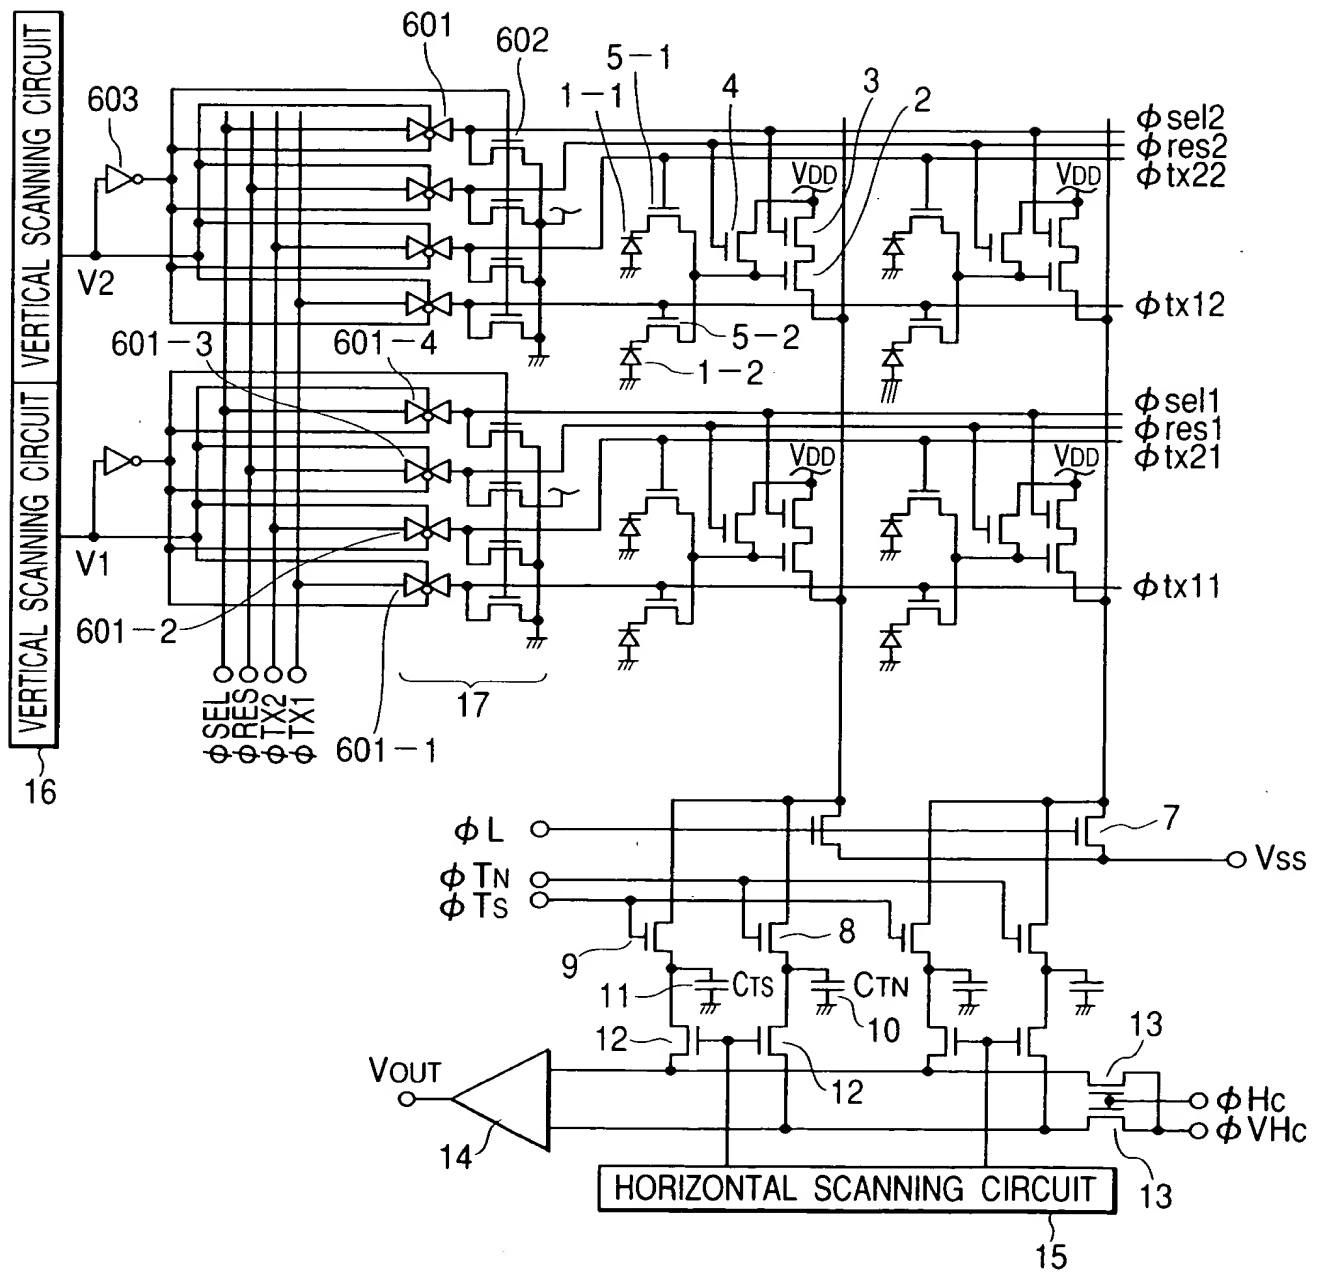 VERTICAL SCANNING CIRCUIT
VERTICAL SCANNING CIRCUIT
16
601
602
603
5-1
1-1
4
3
2
ϕsel2
ϕres2
ϕtx22
VDD
VDD
V2
ϕtx12
5-2
1-2
601-3
601-4
ϕsel1
ϕres1
ϕtx21
VDD
VDD
V1
ϕtx11
601-2
17
601-1
ϕSEL
ϕRES
ϕTX2
ϕTX1
ϕL
7
VSS
ϕTN
ϕTS
9
8
11
CTS
CTN
10
12
12
13
VOUT
ϕHC
ϕVHC
14
13
HORIZONTAL SCANNING CIRCUIT
15